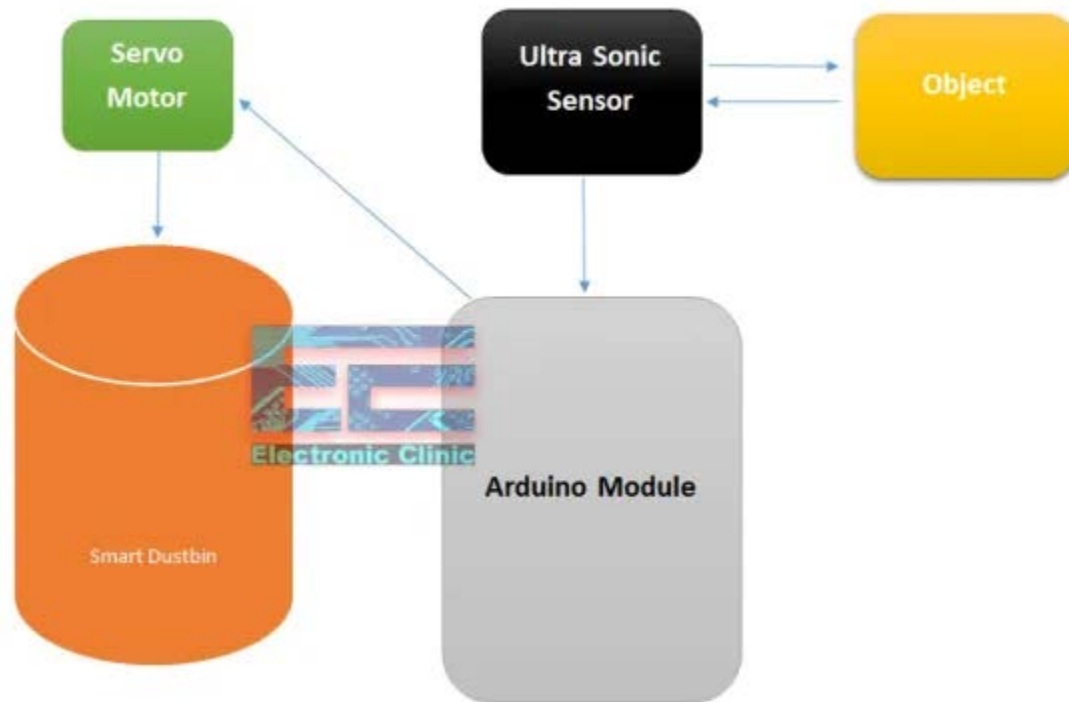 Servo
Motor
Ultra Sonic
Sensor
Object
Electronic Clinic
Arduino Module
Smart Dustbin